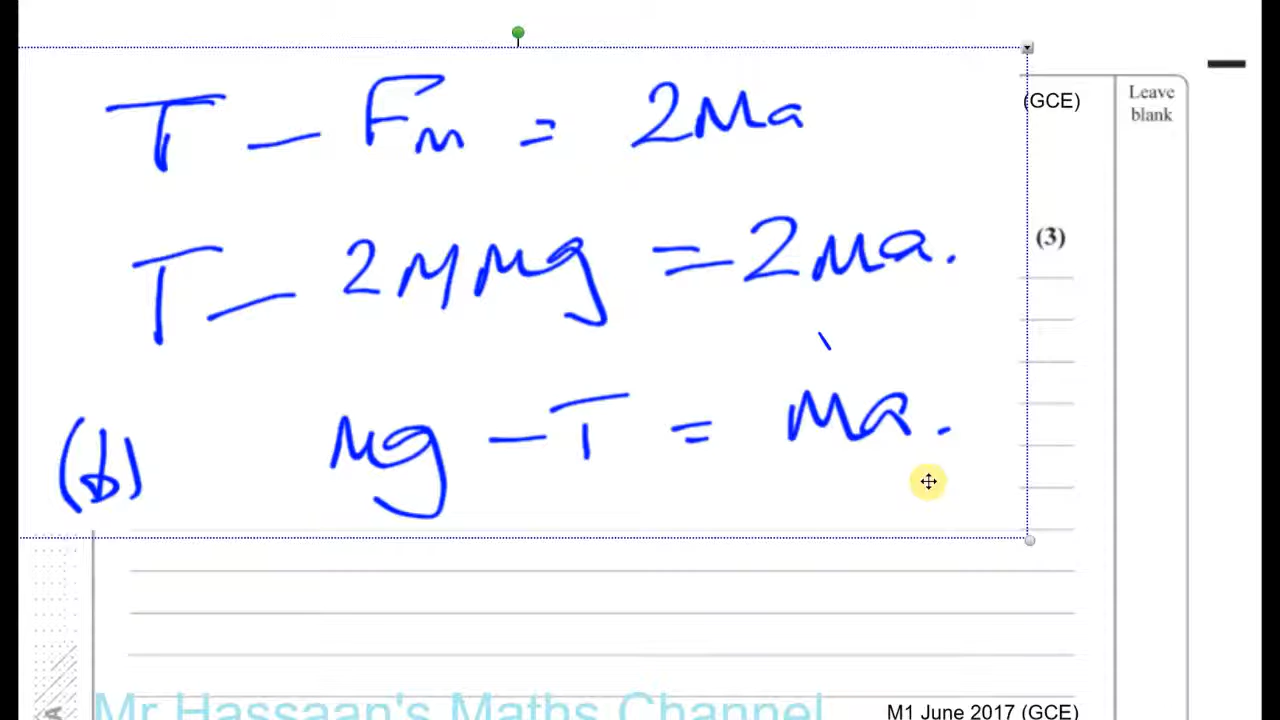 T - Fm = 2Ma
(GCE)
Leave
blank
T - 2μMg = 2Ma.
(3)
(b) Mg - T = Ma.
Mr Hassaan's Maths Channel
M1 June 2017 (GCE)